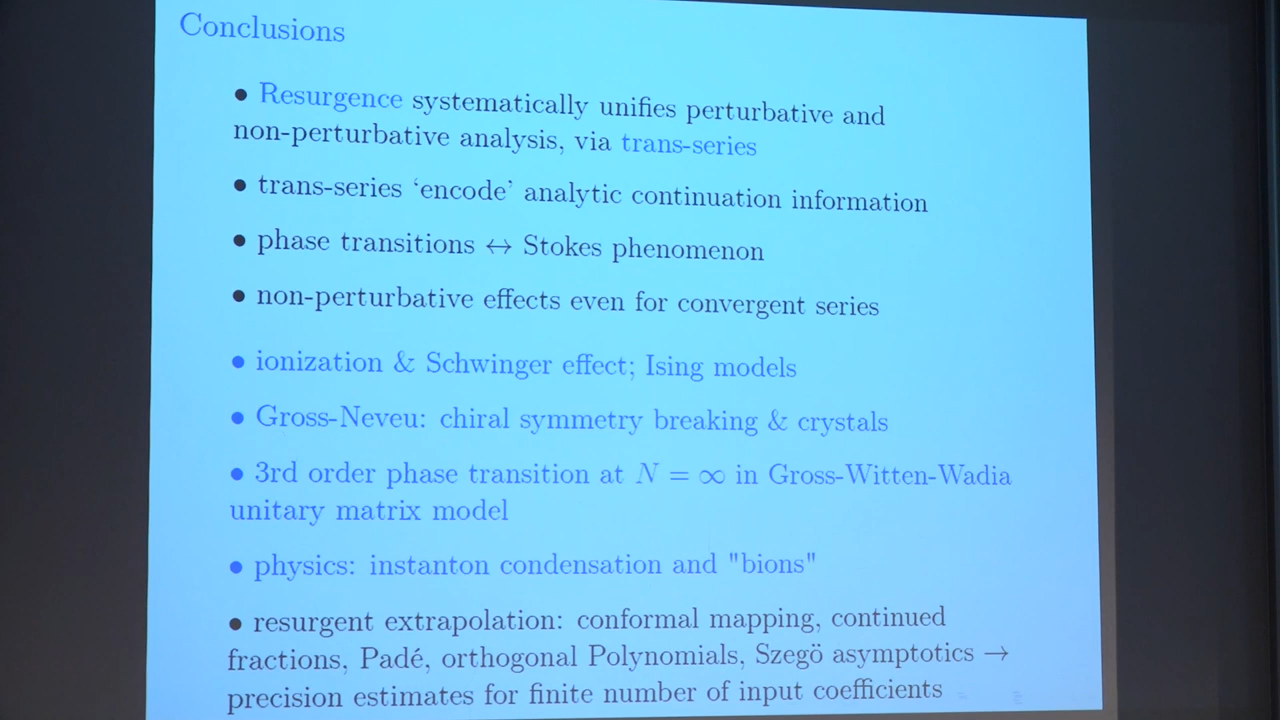 Conclusions
• Resurgence systematically unifies perturbative and
non-perturbative analysis, via trans-series
• trans-series ‘encode’ analytic continuation information
• phase transitions ↔ Stokes phenomenon
• non-perturbative effects even for convergent series
• ionization & Schwinger effect; Ising models
• Gross-Neveu: chiral symmetry breaking & crystals
• 3rd order phase transition at N = ∞ in Gross-Witten-Wadia
unitary matrix model
• physics: instanton condensation and "bions"
• resurgent extrapolation: conformal mapping, continued
fractions, Padé, orthogonal Polynomials, Szegö asymptotics →
precision estimates for finite number of input coefficients